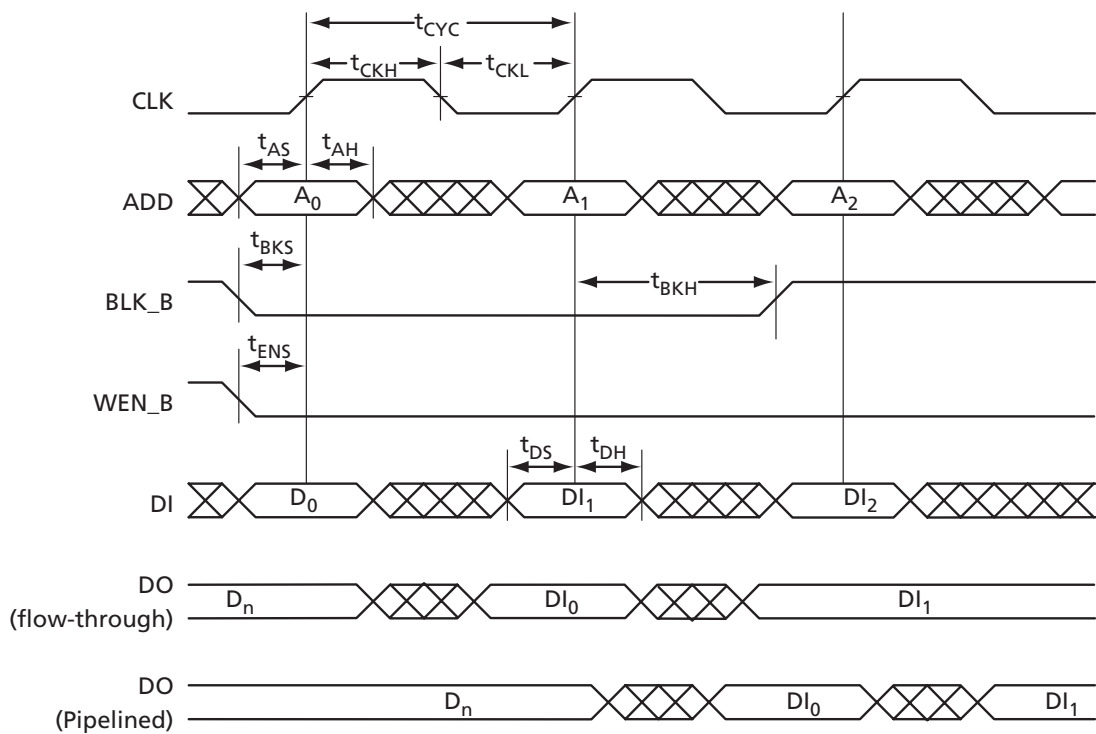 tCYC
tCKH tCKL
CLK
tAS tAH
ADD A0 A1 A2
tBKS
BLK_B tBKH
tENS
WEN_B
tDS tDH
DI D0 DI1 DI2
DO
(flow-through) Dn DI0 DI1
DO
(Pipelined) Dn DI0 DI1